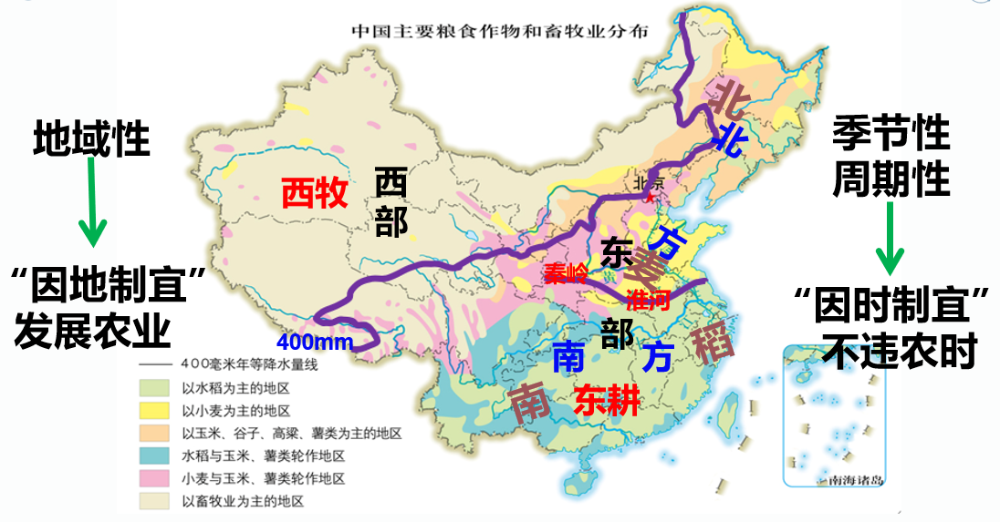 中国主要粮食作物和畜牧业分布
地域性
“因地制宜”
发展农业
季节性
周期性
“因时制宜”
不违农时
西牧
西
部
北
北
北京
方
东
麦
黄
秦岭
淮河
部
稻
南
方
南
东耕
400mm
400毫米年等降水量线
以水稻为主的地区
以小麦为主的地区
以玉米、谷子、高粱、薯类为主的地区
水稻与玉米、薯类轮作地区
小麦与玉米、薯类轮作地区
以畜牧业为主的地区
南海诸岛